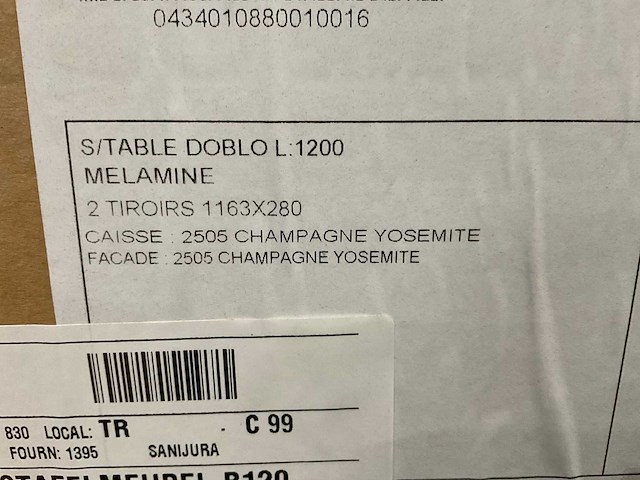 0434010880010016
S/TABLE DOBLO L:1200
MELAMINE
2 TIROIRS 1163X280
CAISSE : 2505 CHAMPAGNE YOSEMITE
FACADE : 2505 CHAMPAGNE YOSEMITE
830 LOCAL: TR - C 99
FOURN: 1395 SANIJURA
B120